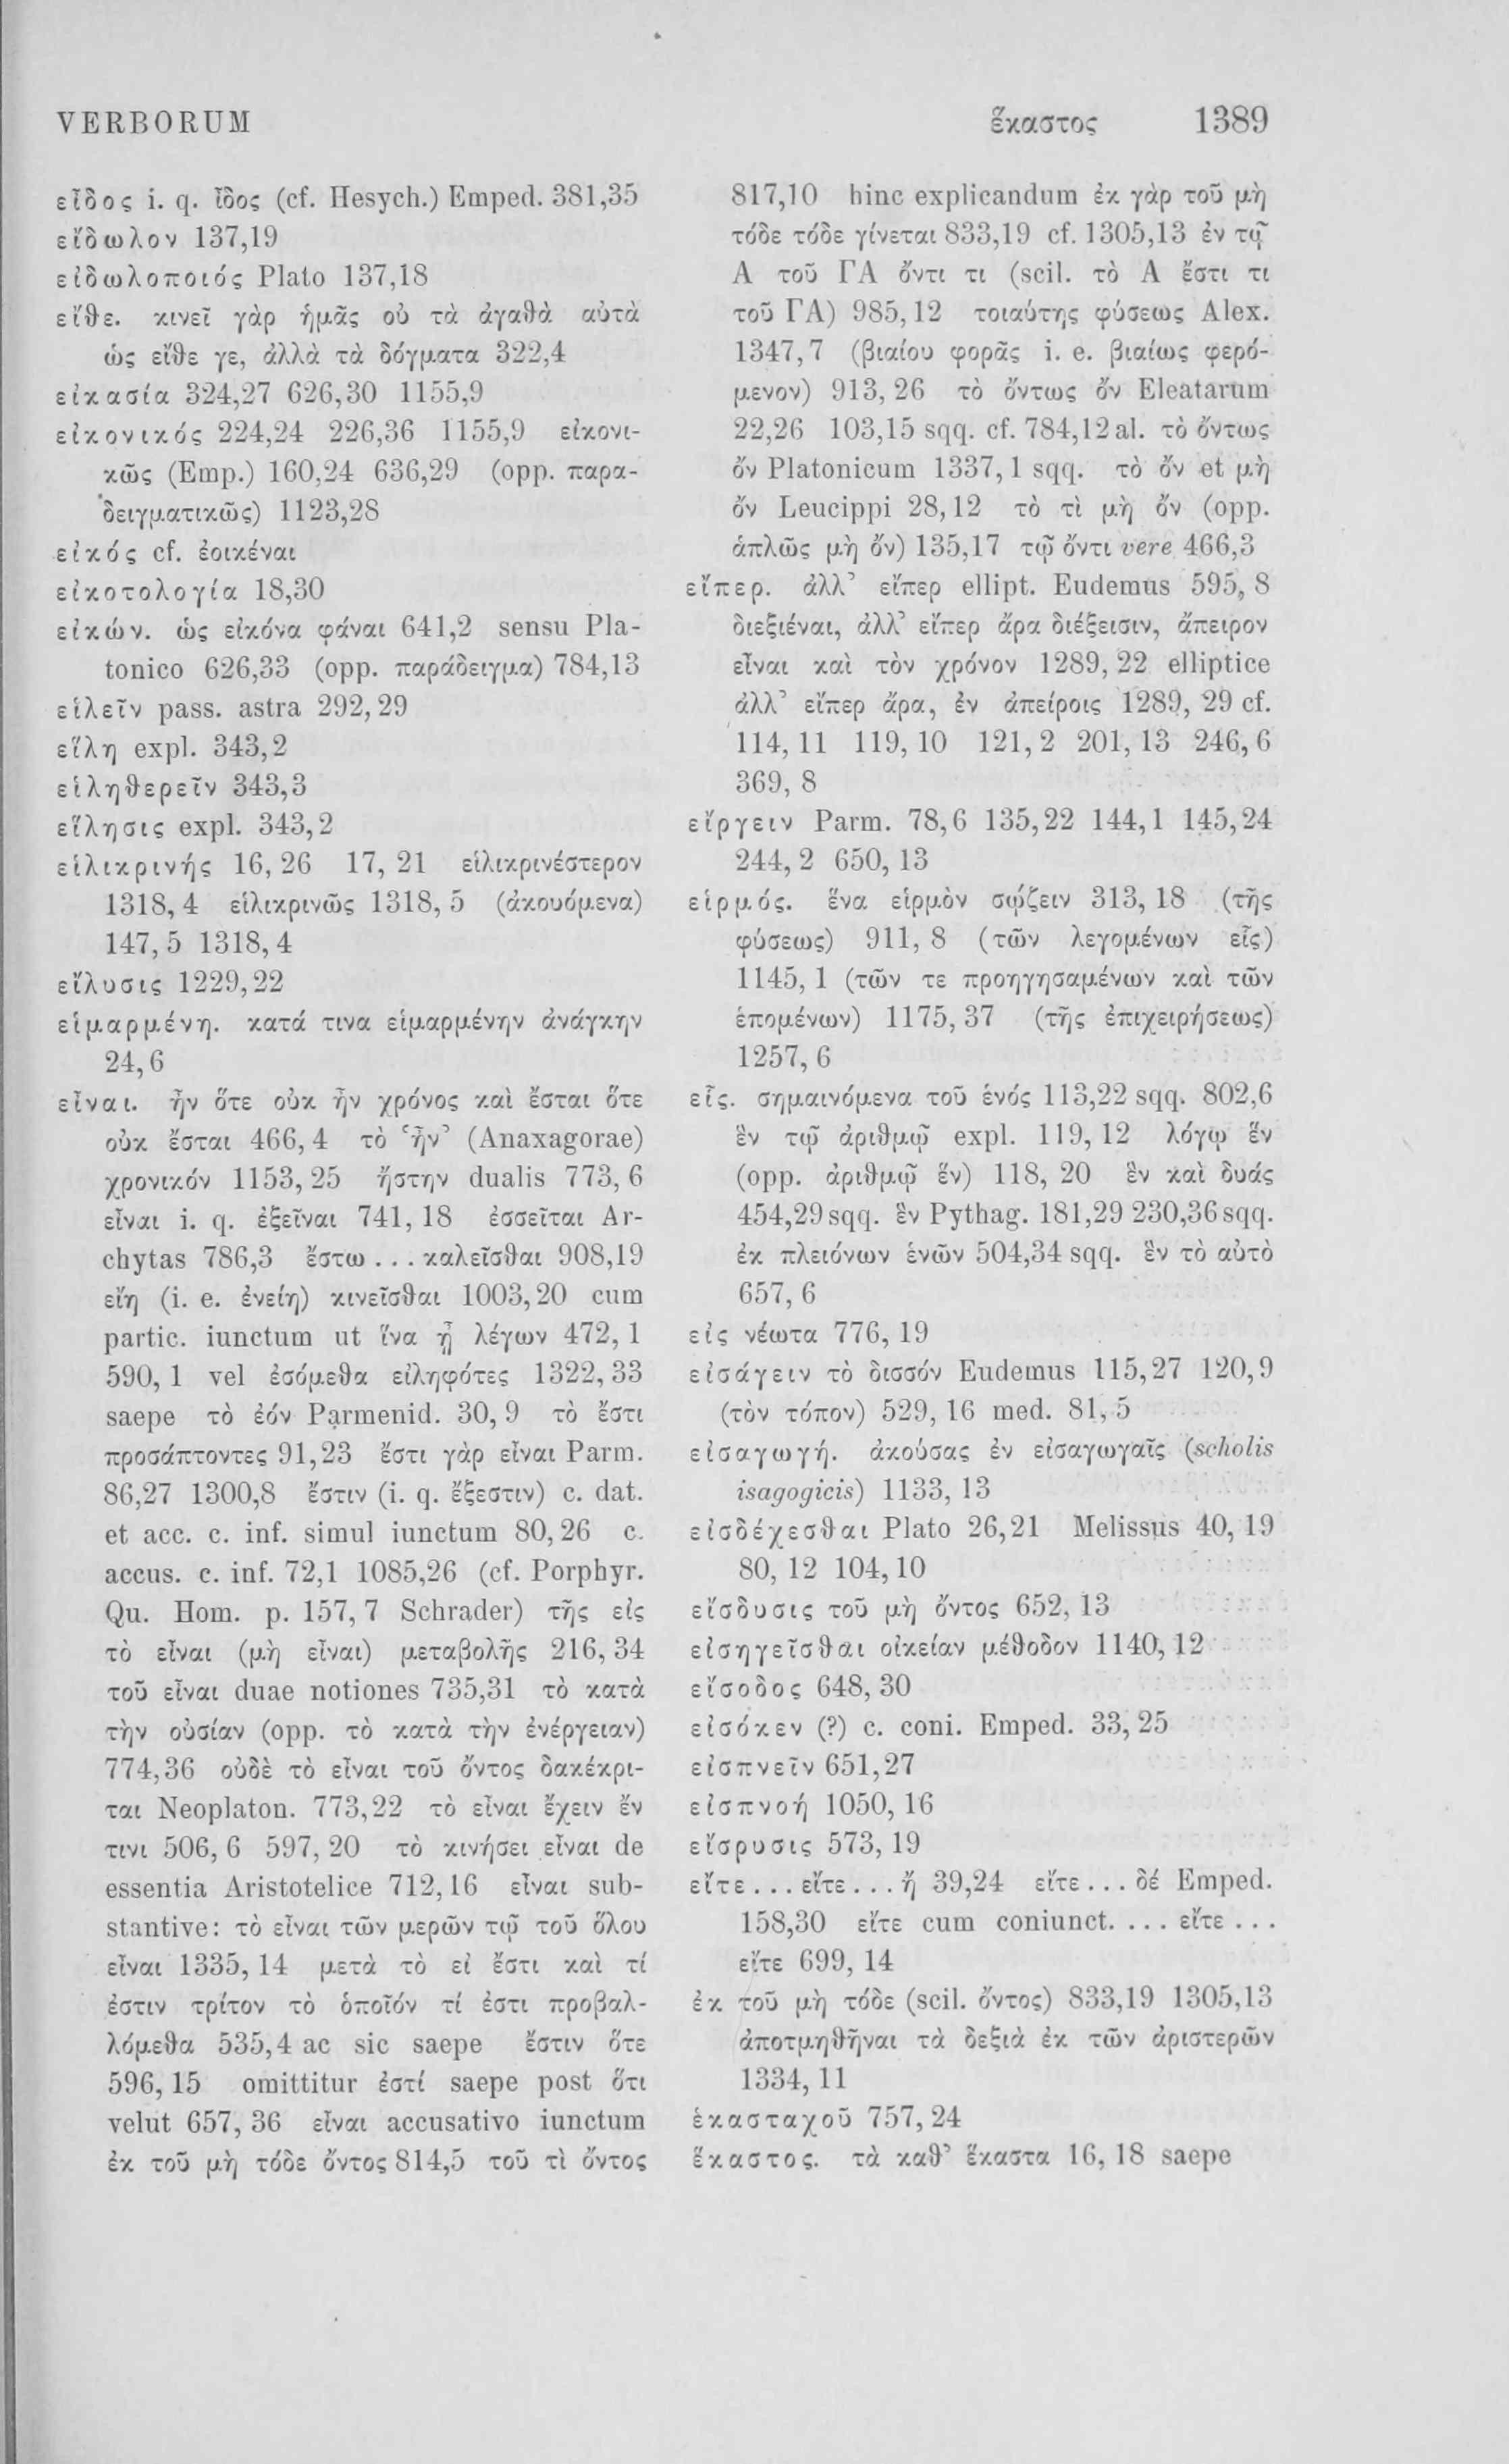 VERBORUM ἕκαστος 1389
εἶδος i. q. ἶδος (cf. Hesych.) Emped. 381,35
εἴδωλον 137,19
εἰδωλοποιός Plato 137,18
εἴθε. κινεῖ γὰρ ἡμᾶς οὐ τὰ ἀγαθὰ αὐτὰ
ὡς εἴθε γε, ἀλλὰ τὰ δόγματα 322,4
εἰκασία 324,27 626,30 1155,9
εἰκονικός 224,24 226,36 1155,9 εἰκονι-
κῶς (Emp.) 160,24 636,29 (opp. παρα-
δειγματικῶς) 1123,28
εἰκός cf. ἐοικέναι
εἰκοτολογία 18,30
εἰκών. ὡς εἰκόνα φάναι 641,2 sensu Pla-
tonico 626,33 (opp. παράδειγμα) 784,13
εἱλεῖν pass. astra 292,29
εἵλη expl. 343,2
εἱληθερεῖν 343,3
εἵλησις expl. 343,2
εἱλικρινής 16,26 17,21 εἱλικρινέστερον
1318,4 εἱλικρινῶς 1318,5 (ἀκουόμενα)
147,5 1318,4
εἴλυσις 1229,22
εἱμαρμένη. κατά τινα εἱμαρμένην ἀνάγκην
24,6
εἶναι. ἦν ὅτε οὐκ ἦν χρόνος καὶ ἔσται ὅτε
οὐκ ἔσται 466,4 τὸ ‘ἦν’ (Anaxagorae)
χρονικόν 1153,25 ἤστην dualis 773,6
εἶναι i. q. ἐξεῖναι 741,18 ἐσσεῖται Ar-
chytas 786,3 ἔστω ... καλεῖσθαι 908,19
εἴη (i. e. ἐνείη) κινεῖσθαι 1003,20 cum
partic. iunctum ut ἵνα ᾖ λέγων 472,1
590,1 vel ἐσόμεθα εἰληφότες 1322,33
saepe τὸ ἐόν Parmenid. 30,9 τὸ ἔστι
προσάπτοντες 91,23 ἔστι γὰρ εἶναι Parm.
86,27 1300,8 ἔστιν (i. q. ἔξεστιν) c. dat.
et acc. c. inf. simul iunctum 80,26 c.
accus. c. inf. 72,1 1085,26 (cf. Porphyr.
Qu. Hom. p. 157,7 Schrader) τῆς εἰς
τὸ εἶναι (μὴ εἶναι) μεταβολῆς 216,34
τοῦ εἶναι duae notiones 735,31 τὸ κατὰ
τὴν οὐσίαν (opp. τὸ κατὰ τὴν ἐνέργειαν)
774,36 οὐδὲ τὸ εἶναι τοῦ ὄντος δακέκρι-
ται Neoplaton. 773,22 τὸ εἶναι ἔχειν ἔν
τινι 506,6 597,20 τὸ κινήσει εἶναι de
essentia Aristotelice 712,16 εἶναι sub-
stantive: τὸ εἶναι τῶν μερῶν τῷ τοῦ ὅλου
εἶναι 1335,14 μετὰ τὸ εἰ ἔστι καὶ τί
ἐστιν τρίτον τὸ ὁποῖόν τί ἐστι προβαλ-
λόμεθα 535,4 ac sic saepe ἔστιν ὅτε
596,15 omittitur ἐστί saepe post ὅτι
velut 657,36 εἶναι accusativo iunctum
ἐκ τοῦ μὴ τόδε ὄντος 814,5 τοῦ τὶ ὄντος
817,10 hinc explicandum ἐκ γὰρ τοῦ μὴ
τόδε τόδε γίνεται 833,19 cf. 1305,13 ἐν τῷ
Α τοῦ ΓΑ ὄντι τι (scil. τὸ Α ἔστι τι
τοῦ ΓΑ) 985,12 τοιαύτης φύσεως Alex.
1347,7 (βιαίου φορᾶς i. e. βιαίως φερό-
μενον) 913,26 τὸ ὄντως ὄν Eleatarum
22,26 103,15 sqq. cf. 784,12 al. τὸ ὄντως
ὄν Platonicum 1337,1 sqq. τὸ ὄν et μὴ
ὄν Leucippi 28,12 τὸ τὶ μὴ ὄν (opp.
ἁπλῶς μὴ ὄν) 135,17 τῷ ὄντι vere 466,3
εἴπερ. ἀλλ’ εἴπερ ellipt. Eudemus 595,8
διεξιέναι, ἀλλ’ εἴπερ ἄρα διέξεισιν, ἄπειρον
εἶναι καὶ τὸν χρόνον 1289,22 elliptice
ἀλλ’ εἴπερ ἄρα, ἐν ἀπείροις 1289,29 cf.
114,11 119,10 121,2 201,13 246,6
369,8
εἴργειν Parm. 78,6 135,22 144,1 145,24
244,2 650,13
εἱρμός. ἕνα εἱρμὸν σῴζειν 313,18 (τῆς
φύσεως) 911,8 (τῶν λεγομένων εἷς)
1145,1 (τῶν τε προηγησαμένων καὶ τῶν
ἑπομένων) 1175,37 (τῆς ἐπιχειρήσεως)
1257,6
εἷς. σημαινόμενα τοῦ ἑνός 113,22 sqq. 802,6
ἓν τῷ ἀριθμῷ expl. 119,12 λόγῳ ἕν
(opp. ἀριθμῷ ἕν) 118,20 ἓν καὶ δυάς
454,29 sqq. ἓν Pythag. 181,29 230,36 sqq.
ἐκ πλειόνων ἑνῶν 504,34 sqq. ἓν τὸ αὐτὸ
657,6
εἰς νέωτα 776,19
εἰσάγειν τὸ δισσόν Eudemus 115,27 120,9
(τὸν τόπον) 529,16 med. 81,5
εἰσαγωγή. ἀκούσας ἐν εἰσαγωγαῖς (scholis
isagogicis) 1133,13
εἰσδέχεσθαι Plato 26,21 Melissus 40,19
80,12 104,10
εἴσδυσις τοῦ μὴ ὄντος 652,13
εἰσηγεῖσθαι οἰκείαν μέθοδον 1140,12
εἴσοδος 648,30
εἰσόκεν (?) c. coni. Emped. 33,25
εἰσπνεῖν 651,27
εἰσπνοή 1050,16
εἴσρυσις 573,19
εἴτε ... εἴτε ... ἤ 39,24 εἴτε ... δέ Emped.
158,30 εἴτε cum coniunct. ... εἴτε ...
εἴτε 699,14
ἐκ τοῦ μὴ τόδε (scil. ὄντος) 833,19 1305,13
ἀποτμηθῆναι τὰ δεξιὰ ἐκ τῶν ἀριστερῶν
1334,11
ἑκασταχοῦ 757,24
ἕκαστος. τὰ καθ’ ἕκαστα 16,18 saepe